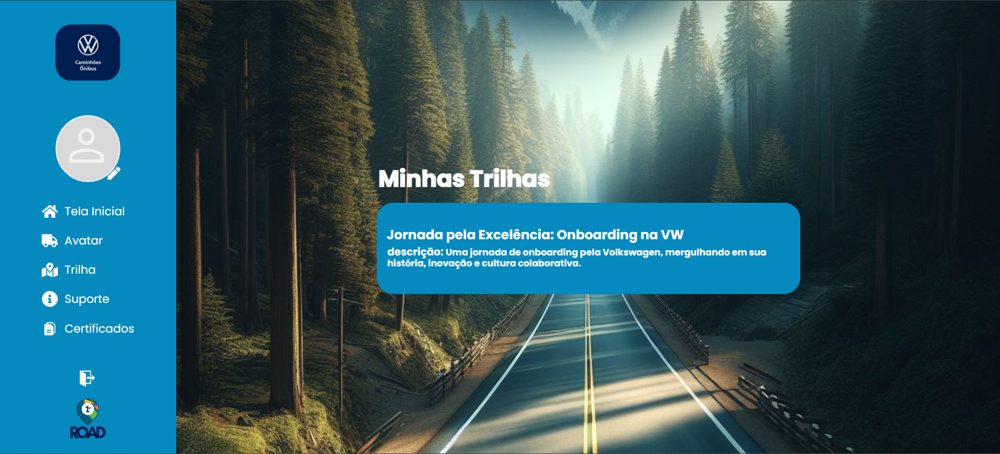 Caminhões
Ônibus
Tela Inicial
Avatar
Trilha
Suporte
Certificados
1st
ROAD
Minhas Trilhas
Jornada pela Excelência: Onboarding na VW
descrição: Uma jornada de onboarding pela Volkswagen, mergulhando em sua
história, inovação e cultura colaborativa.